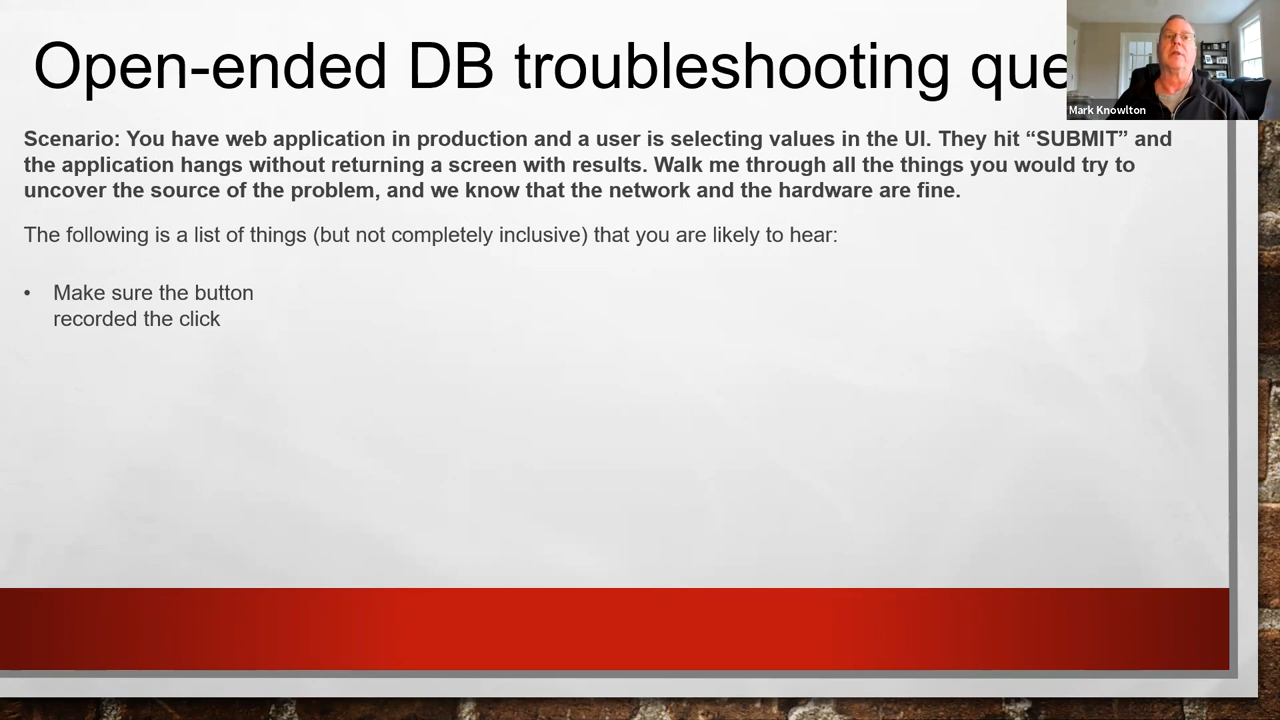 Open-ended DB troubleshooting
Mark Knowlton
Scenario: You have web application in production and a user is selecting values in the UI. They hit “SUBMIT” and
the application hangs without returning a screen with results. Walk me through all the things you would try to
uncover the source of the problem, and we know that the network and the hardware are fine.
The following is a list of things (but not completely inclusive) that you are likely to hear:
• Make sure the button
recorded the click